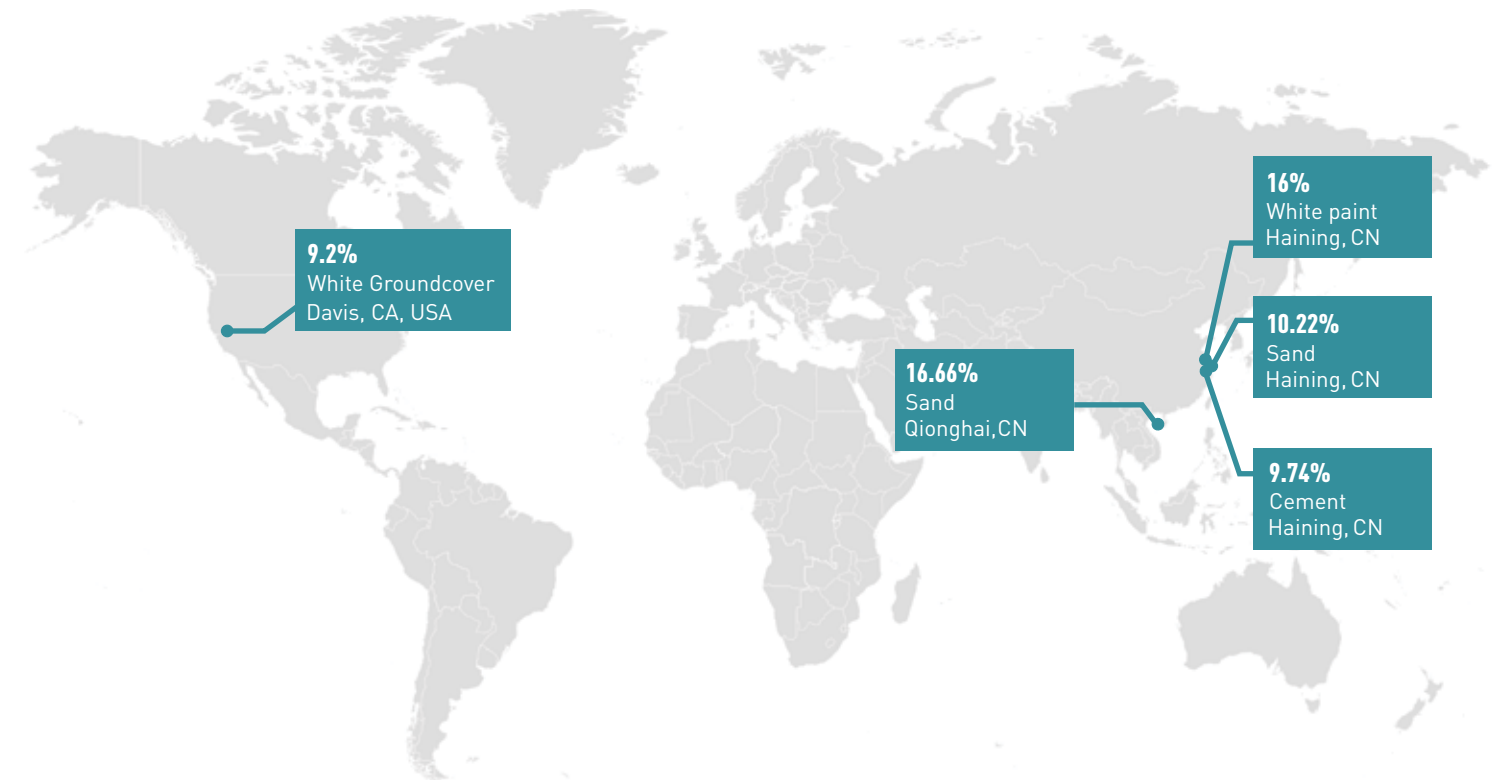 9.2%
White Groundcover
Davis, CA, USA
16.66%
Sand
Qionghai,CN
16%
White paint
Haining, CN
10.22%
Sand
Haining, CN
9.74%
Cement
Haining, CN